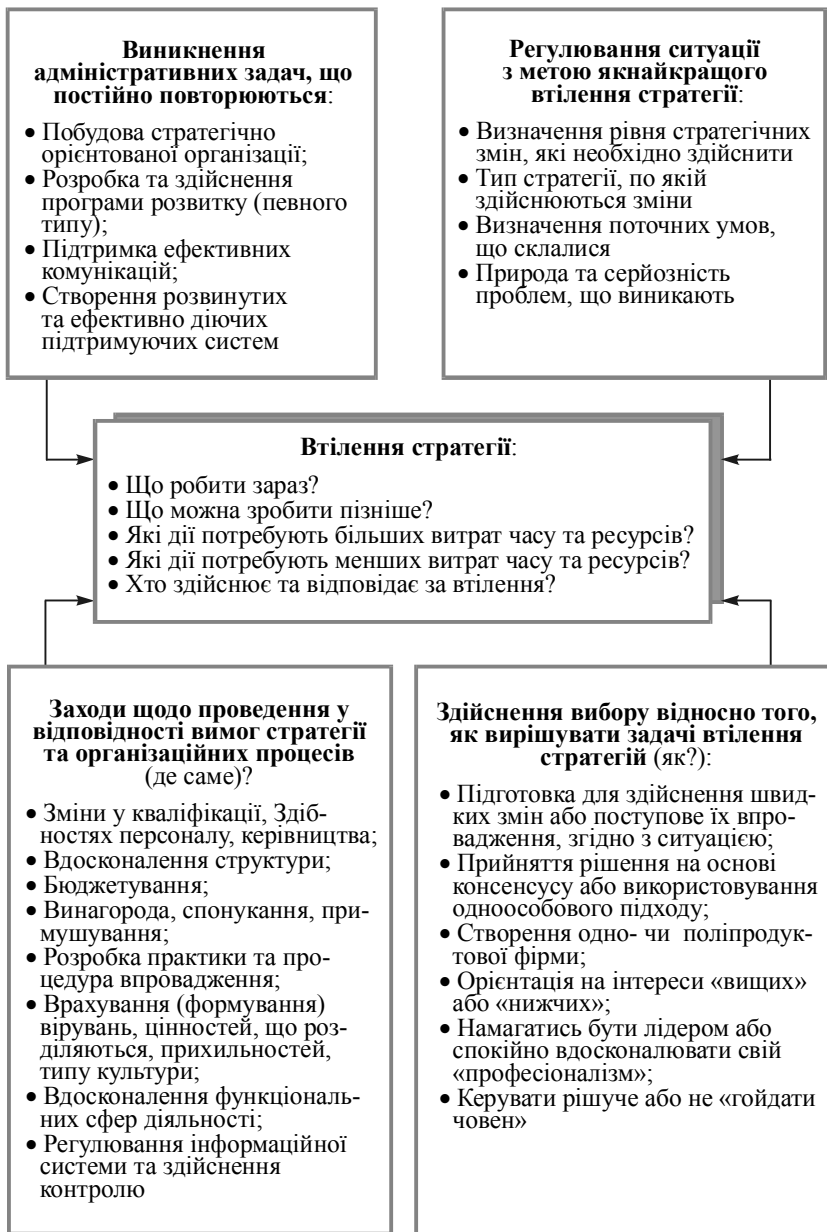 Виникнення
адміністративних задач, що
постійно повторюються:
• Побудова стратегічно
орієнтованої організації;
• Розробка та здійснення
програми розвитку (певного
типу);
• Підтримка ефективних
комунікацій;
• Створення розвинутих
та ефективно діючих
підтримуючих систем
Регулювання ситуації
з метою якнайкращого
втілення стратегії:
• Визначення рівня стратегічних
змін, які необхідно здійснити
• Тип стратегії, по якій
здійснюються зміни
• Визначення поточних умов,
що склалися
• Природа та серйозність
проблем, що виникають
Втілення стратегії:
• Що робити зараз?
• Що можна зробити пізніше?
• Які дії потребують більших витрат часу та ресурсів?
• Які дії потребують менших витрат часу та ресурсів?
• Хто здійснює та відповідає за втілення?
Заходи щодо проведення у
відповідності вимог стратегії
та організаційних процесів
(де саме)?
• Зміни у кваліфікації, Здіб-
ностях персоналу, керівництва;
• Вдосконалення структури;
• Бюджетування;
• Винагорода, спонукання, при-
мушування;
• Розробка практики та про-
цедура впровадження;
• Врахування (формування)
вірувань, цінностей, що роз-
діляються, прихильностей,
типу культури;
• Вдосконалення функціональ-
них сфер діяльності;
• Регулювання інформаційної
системи та здійснення
контролю
Здійснення вибору відносно того,
як вирішувати задачі втілення
стратегій (як?):
• Підготовка для здійснення швид-
ких змін або поступове їх впро-
вадження, згідно з ситуацією;
• Прийняття рішення на основі
консенсусу або використовування
одноособового підходу;
• Створення одно- чи поліпродук-
тової фірми;
• Орієнтація на інтереси «вищих»
або «нижчих»;
• Намагатись бути лідером або
спокійно вдосконалювати свій
«професіоналізм»;
• Керувати рішуче або не «гойдати
човен»